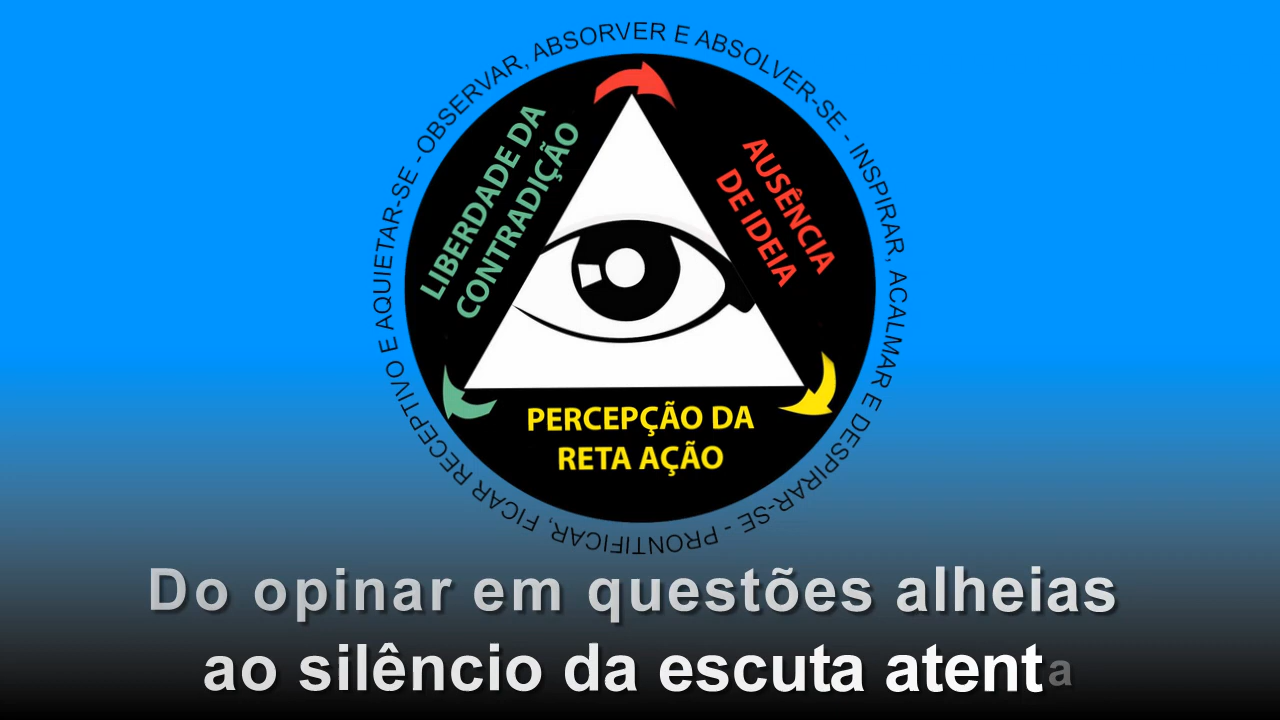 OBSERVAR, ABSORVER E ABSOLVER-SE - INSPIRAR, ACALMAR E DESPIRAR-SE - PRONTIFICAR, FICAR RECEPTIVO E AQUIETAR-SE -
LIBERDADE DA
CONTRADIÇÃO
AUSÊNCIA
DE IDEIA
PERCEPÇÃO DA
RETA AÇÃO
Do opinar em questões alheias
ao silêncio da escuta atenta